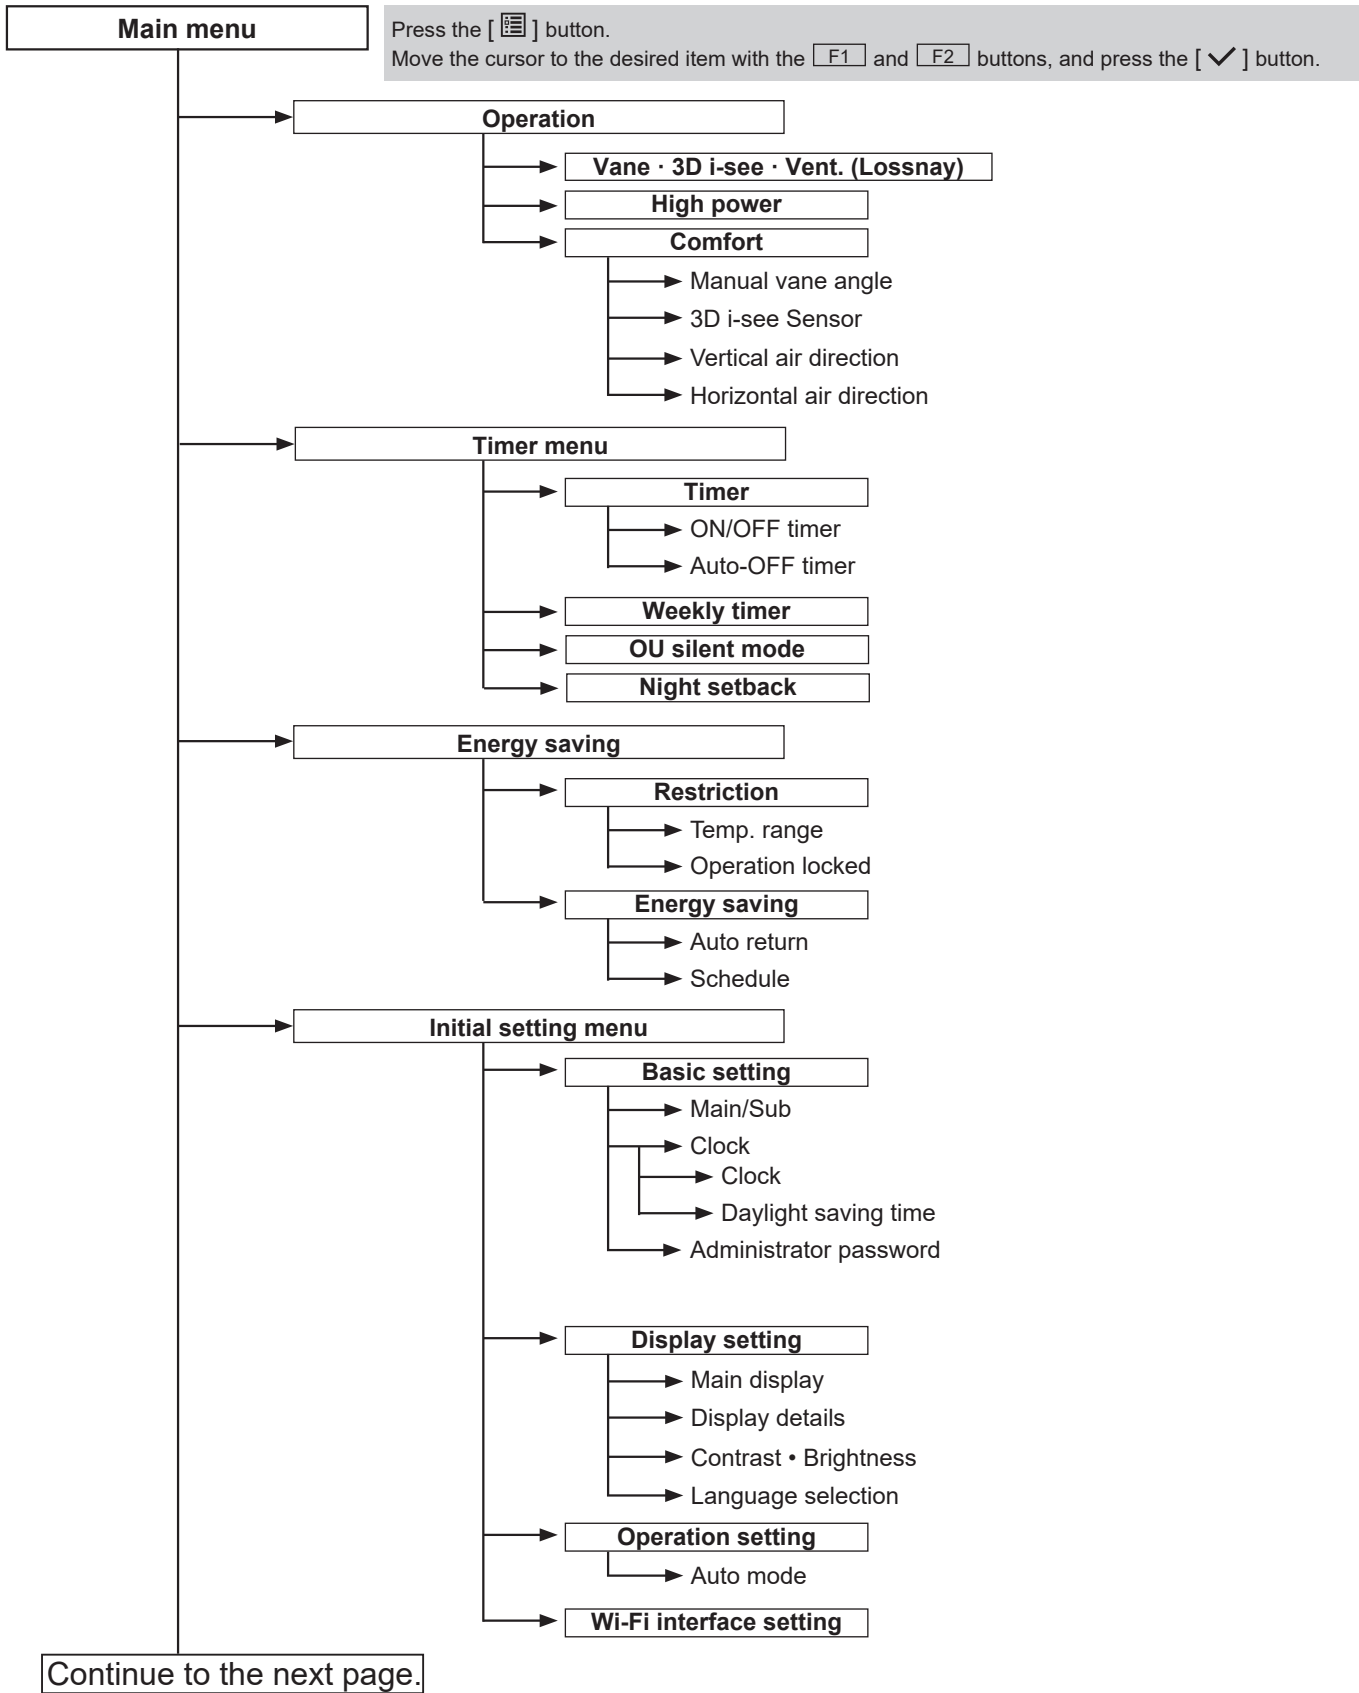 Main menu
Press the [ ] button.
Move the cursor to the desired item with the F1 and F2 buttons, and press the [ ✓ ] button.
Operation
Vane · 3D i-see · Vent. (Lossnay)
High power
Comfort
Manual vane angle
3D i-see Sensor
Vertical air direction
Horizontal air direction
Timer menu
Timer
ON/OFF timer
Auto-OFF timer
Weekly timer
OU silent mode
Night setback
Energy saving
Restriction
Temp. range
Operation locked
Energy saving
Auto return
Schedule
Initial setting menu
Basic setting
Main/Sub
Clock
Clock
Daylight saving time
Administrator password
Display setting
Main display
Display details
Contrast • Brightness
Language selection
Operation setting
Auto mode
Wi-Fi interface setting
Continue to the next page.